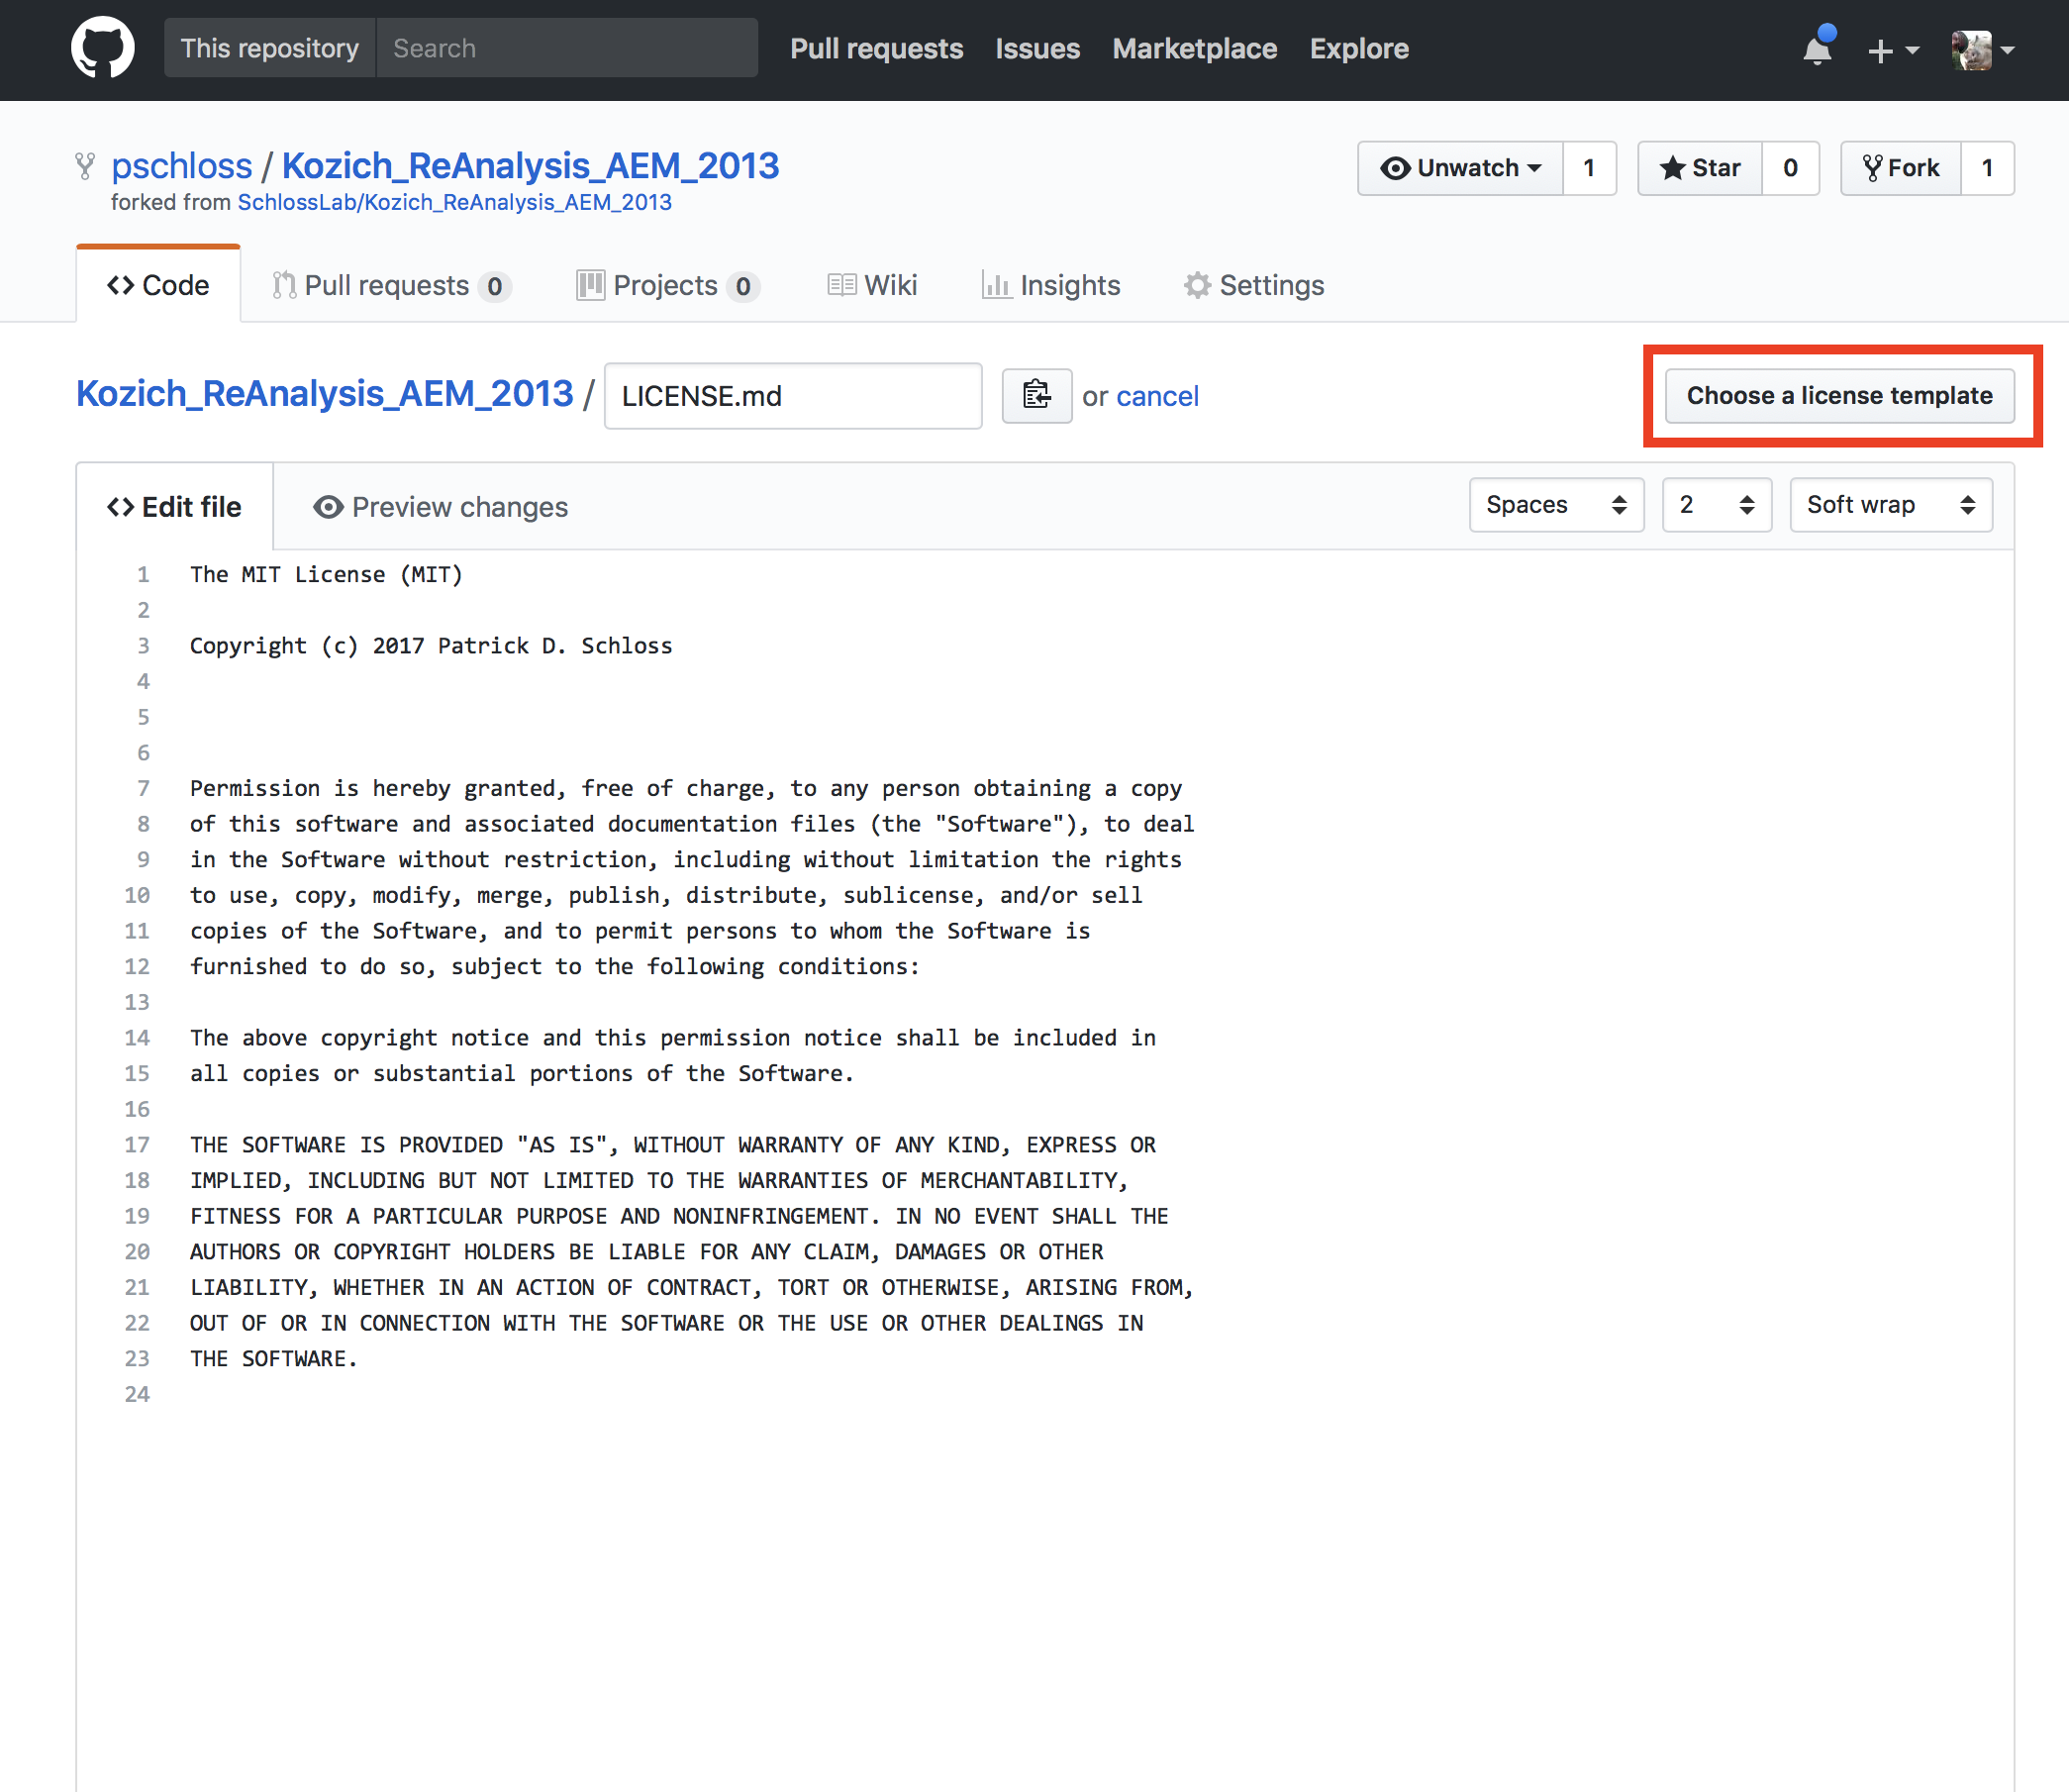 This repository Search Pull requests Issues Marketplace Explore
pschloss / Kozich_ReAnalysis_AEM_2013 Unwatch 1 Star 0 Fork 1
forked from SchlossLab/Kozich_ReAnalysis_AEM_2013
Code Pull requests 0 Projects 0 Wiki Insights Settings
Kozich_ReAnalysis_AEM_2013 / LICENSE.md or cancel Choose a license template
Edit file Preview changes Spaces 2 Soft wrap
1 The MIT License (MIT)
2
3 Copyright (c) 2017 Patrick D. Schloss
4
5
6
7 Permission is hereby granted, free of charge, to any person obtaining a copy
8 of this software and associated documentation files (the "Software"), to deal
9 in the Software without restriction, including without limitation the rights
10 to use, copy, modify, merge, publish, distribute, sublicense, and/or sell
11 copies of the Software, and to permit persons to whom the Software is
12 furnished to do so, subject to the following conditions:
13
14 The above copyright notice and this permission notice shall be included in
15 all copies or substantial portions of the Software.
16
17 THE SOFTWARE IS PROVIDED "AS IS", WITHOUT WARRANTY OF ANY KIND, EXPRESS OR
18 IMPLIED, INCLUDING BUT NOT LIMITED TO THE WARRANTIES OF MERCHANTABILITY,
19 FITNESS FOR A PARTICULAR PURPOSE AND NONINFRINGEMENT. IN NO EVENT SHALL THE
20 AUTHORS OR COPYRIGHT HOLDERS BE LIABLE FOR ANY CLAIM, DAMAGES OR OTHER
21 LIABILITY, WHETHER IN AN ACTION OF CONTRACT, TORT OR OTHERWISE, ARISING FROM,
22 OUT OF OR IN CONNECTION WITH THE SOFTWARE OR THE USE OR OTHER DEALINGS IN
23 THE SOFTWARE.
24